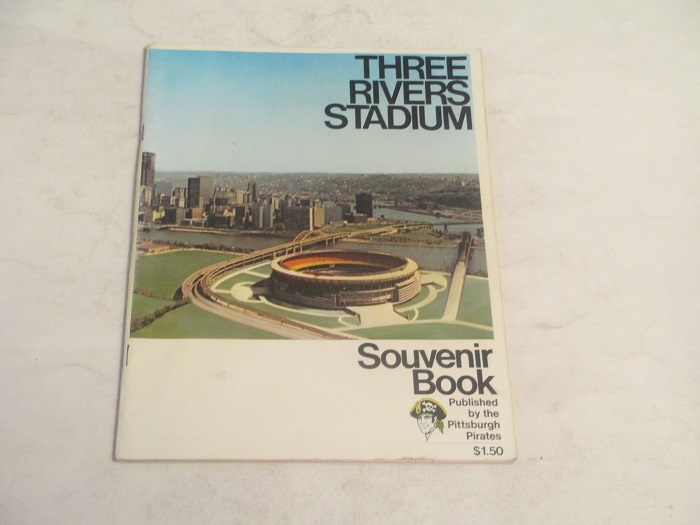 THREE
RIVERS
STADIUM
Souvenir
Book
Published
by the
Pittsburgh
Pirates
$1.50